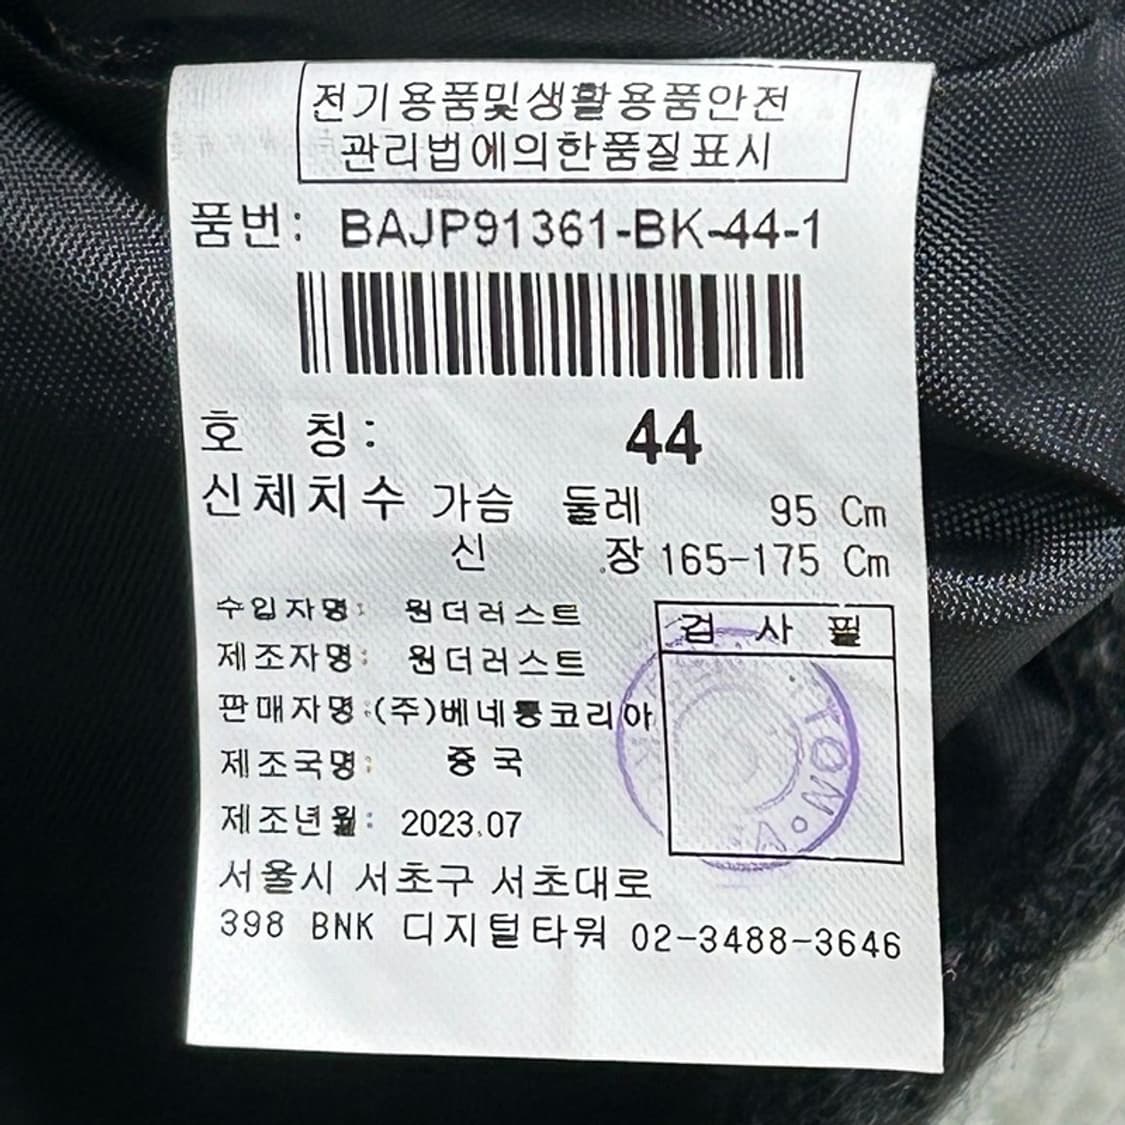 전기용품및생활용품안전
관리법에의한품질표시
품번: BAJP91361-BK-44-1
호 칭: 44
신체치수 가슴 둘레 95 Cm
신 장 165-175 Cm
수입자명: 원더러스트
제조자명: 원더러스트
판매자명:(주)베네통코리아
제조국명: 중국
제조년월: 2023.07
검사필
TON
서울시 서초구 서초대로
398 BNK 디지털타워 02-3488-3646